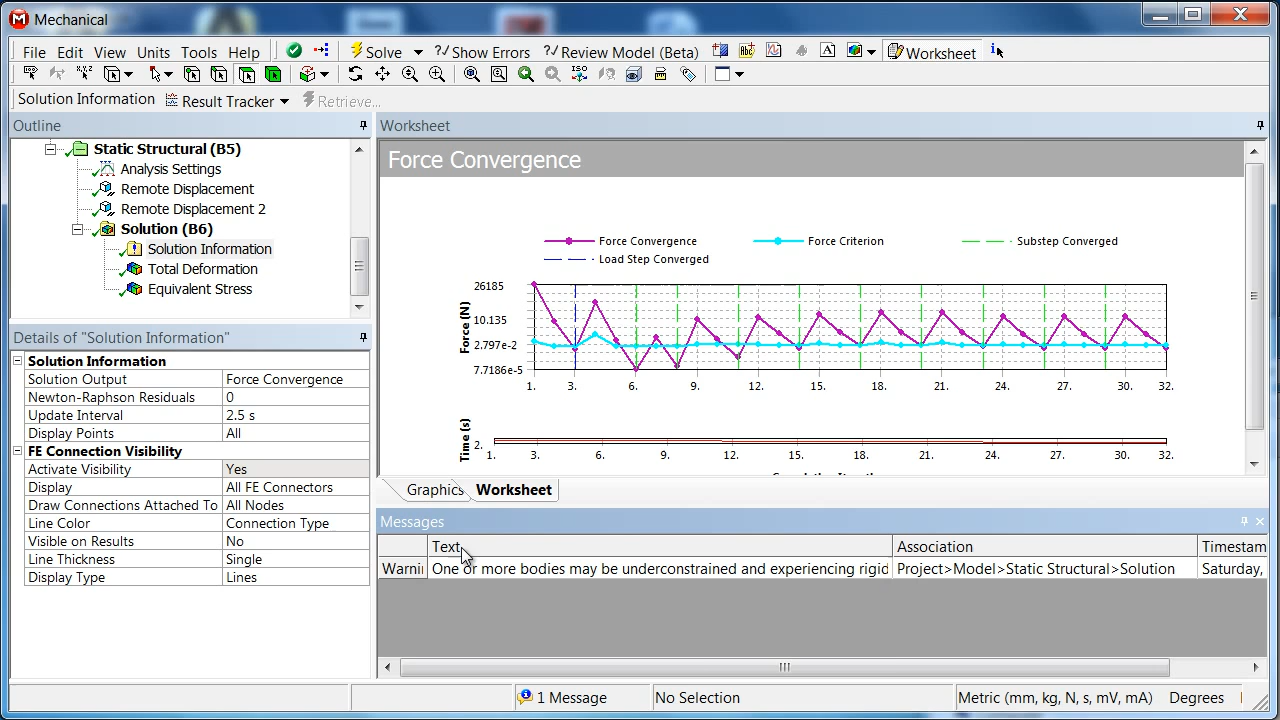 Mechanical
File Edit View Units Tools Help Solve ?/Show Errors ?/Review Model (Beta) A Worksheet
ISO
Solution Information Result Tracker Retrieve...
Outline
Static Structural (B5)
Analysis Settings
Remote Displacement
Remote Displacement 2
Solution (B6)
Solution Information
Total Deformation
Equivalent Stress
Details of "Solution Information"
Solution Information
Solution Output Force Convergence
Newton-Raphson Residuals 0
Update Interval 2.5 s
Display Points All
FE Connection Visibility
Activate Visibility Yes
Display All FE Connectors
Draw Connections Attached To All Nodes
Line Color Connection Type
Visible on Results No
Line Thickness Single
Display Type Lines
Worksheet
Force Convergence
Force Convergence Force Criterion Substep Converged
Load Step Converged
Force (N)
26185
10.135
2.797e-2
7.7186e-5
1. 3. 6. 9. 12. 15. 18. 21. 24. 27. 30. 32.
Time (s)
2.
1. 3. 6. 9. 12. 15. 18. 21. 24. 27. 30. 32.
Graphics Worksheet
Messages
Text Association Timestam
Warni One or more bodies may be underconstrained and experiencing rigid Project>Model>Static Structural>Solution Saturday,
1 Message No Selection Metric (mm, kg, N, s, mV, mA) Degrees